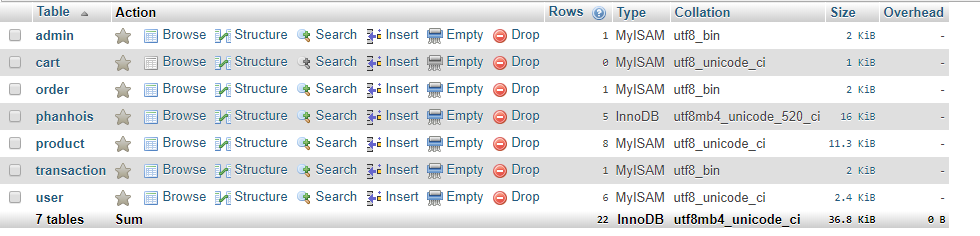 Table Action Rows Type Collation Size Overhead
admin Browse Structure Search Insert Empty Drop 1 MyISAM utf8_bin 2 KiB -
cart Browse Structure Search Insert Empty Drop 0 MyISAM utf8_unicode_ci 1 KiB -
order Browse Structure Search Insert Empty Drop 1 MyISAM utf8_bin 2 KiB -
phanhois Browse Structure Search Insert Empty Drop 5 InnoDB utf8mb4_unicode_520_ci 16 KiB -
product Browse Structure Search Insert Empty Drop 8 MyISAM utf8_unicode_ci 11.3 KiB -
transaction Browse Structure Search Insert Empty Drop 1 MyISAM utf8_bin 2 KiB -
user Browse Structure Search Insert Empty Drop 6 MyISAM utf8_unicode_ci 2.4 KiB -
7 tables Sum 22 InnoDB utf8mb4_unicode_ci 36.8 KiB 0 B